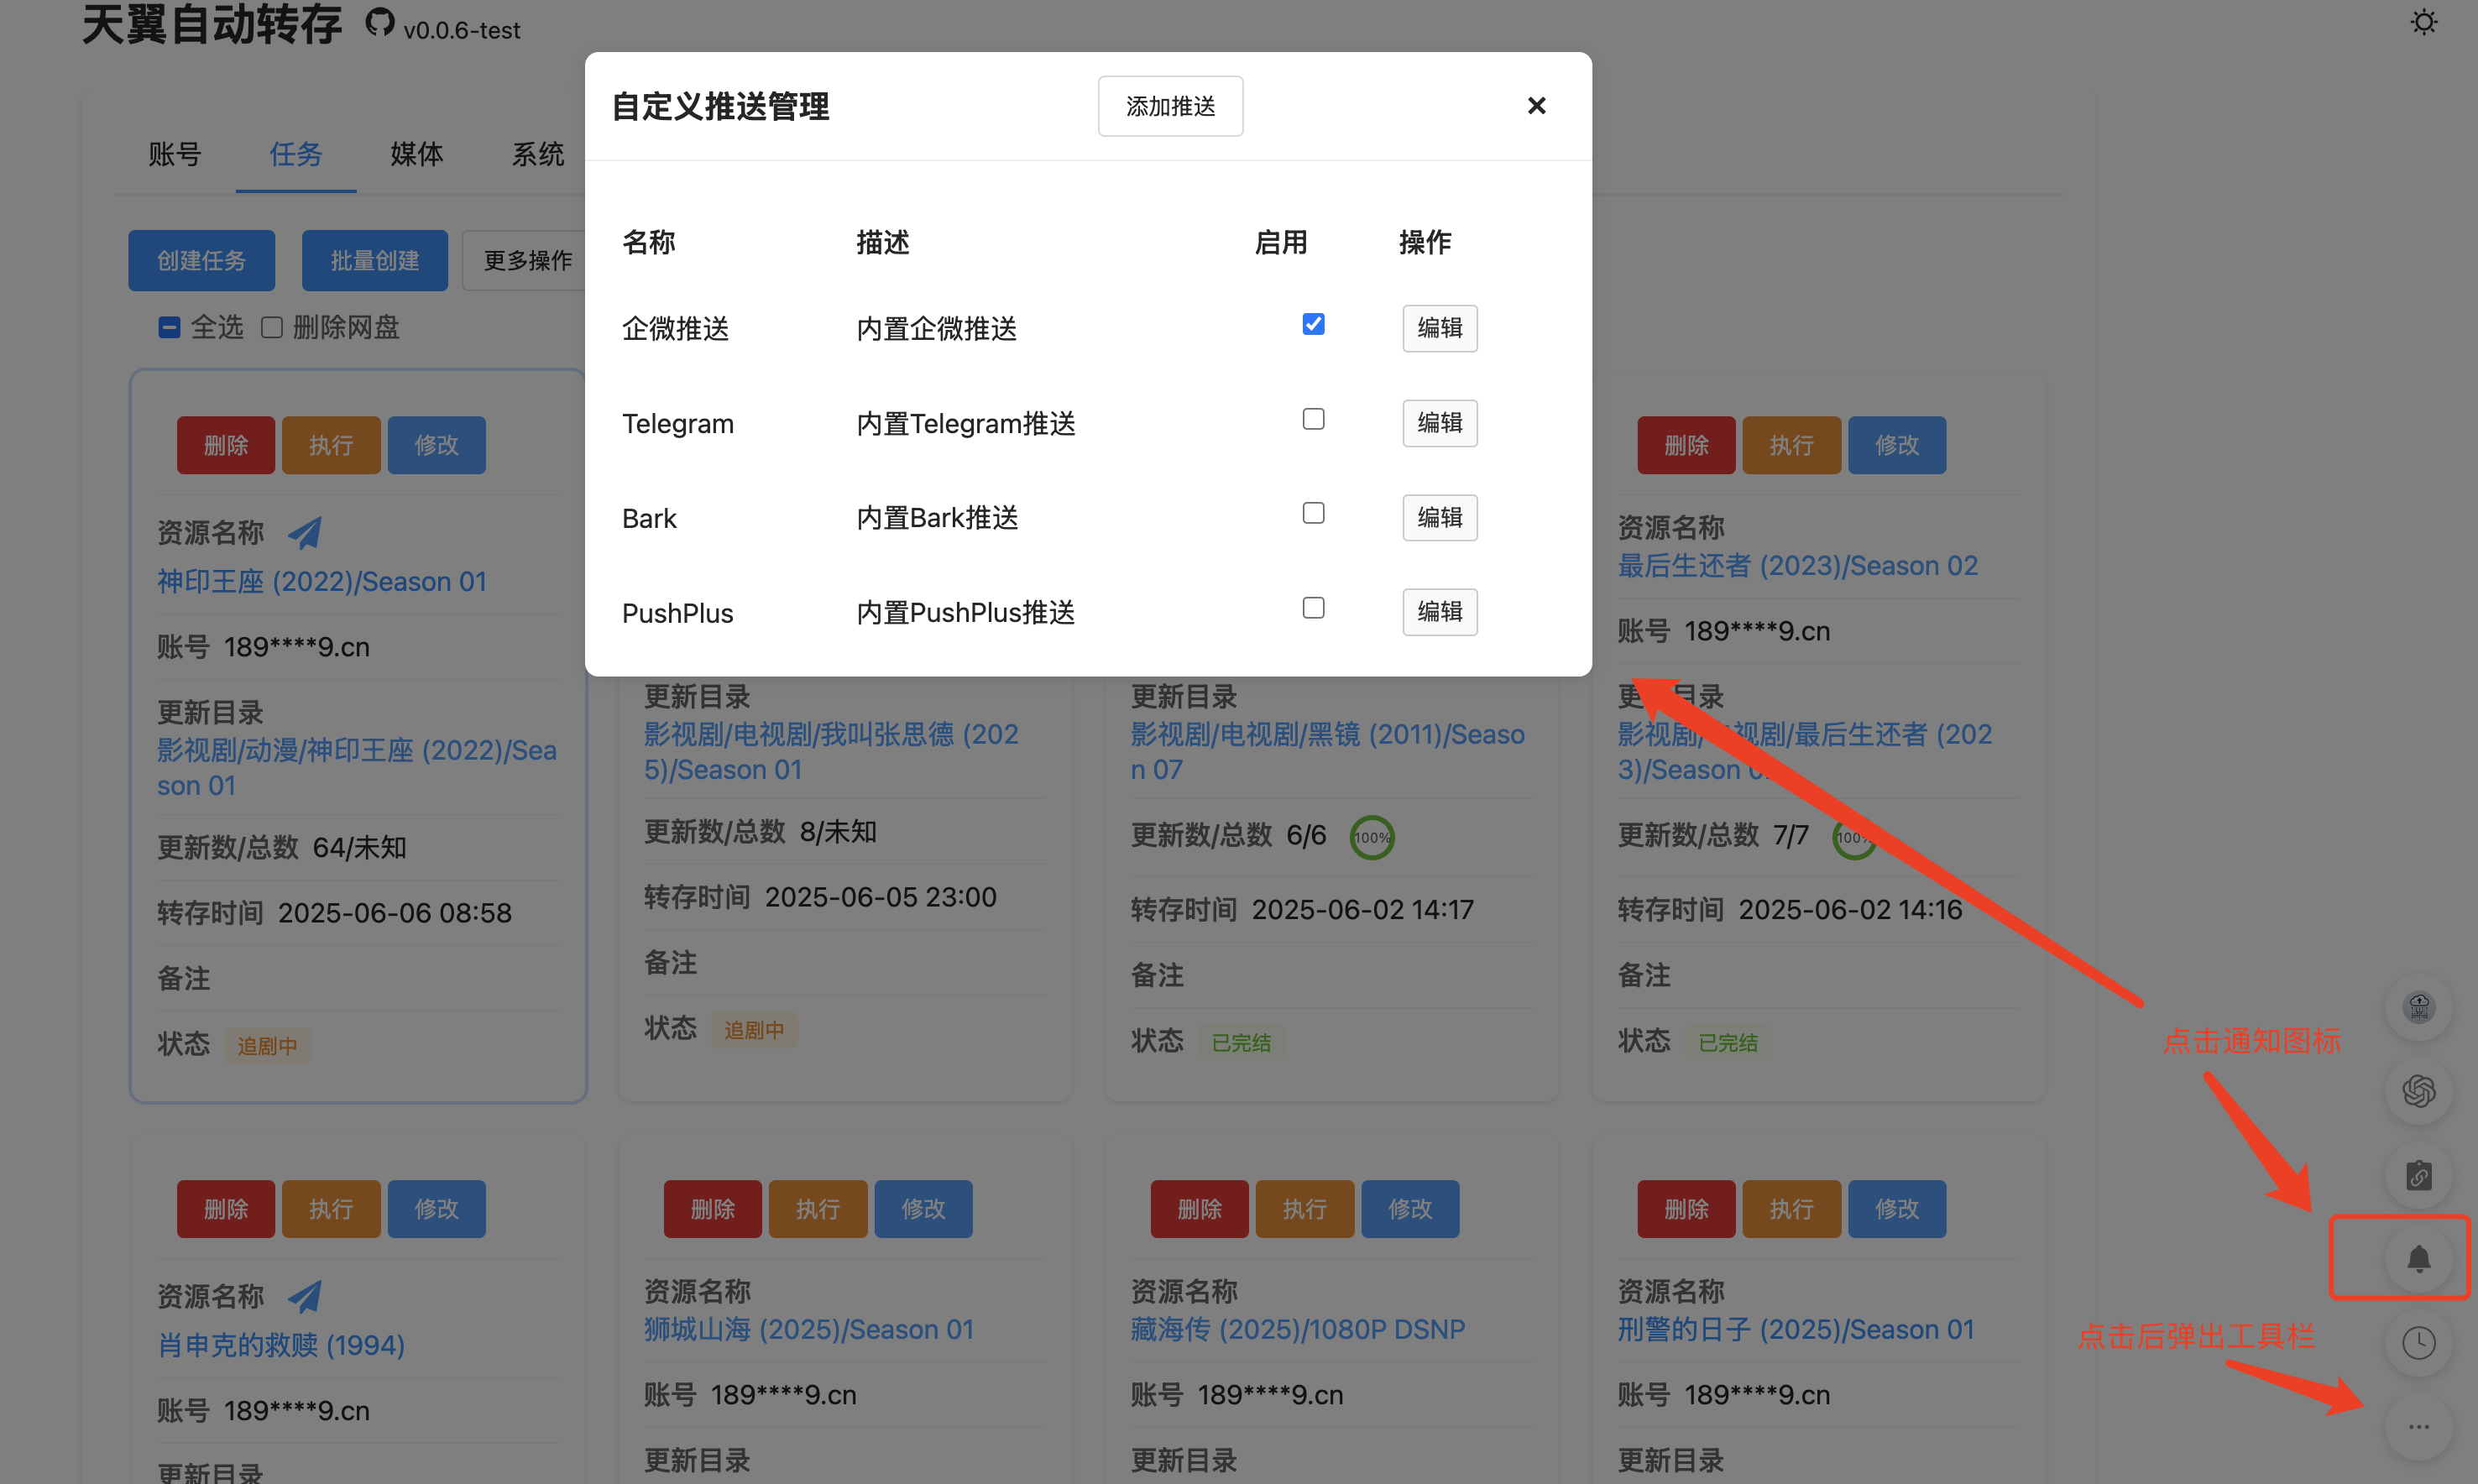 天翼自动转存 v0.0.6-test
账号 任务 媒体 系统
创建任务 批量创建 更多操作
全选 删除网盘
自定义推送管理 添加推送
名称 描述 启用 操作
企微推送 内置企微推送 编辑
Telegram 内置Telegram推送 编辑
Bark 内置Bark推送 编辑
PushPlus 内置PushPlus推送 编辑
删除 执行 修改
资源名称
神印王座 (2022)/Season 01
账号 189****9.cn
更新目录
影视剧/动漫/神印王座 (2022)/Sea
son 01
更新数/总数 64/未知
转存时间 2025-06-06 08:58
备注
状态 追剧中
更新目录
影视剧/电视剧/我叫张思德 (202
5)/Season 01
更新数/总数 8/未知
转存时间 2025-06-05 23:00
备注
状态 追剧中
更新目录
影视剧/电视剧/黑镜 (2011)/Seaso
n 07
更新数/总数 6/6 100%
转存时间 2025-06-02 14:17
备注
状态 已完结
删除 执行 修改
资源名称
最后生还者 (2023)/Season 02
账号 189****9.cn
更新目录
影视剧/电视剧/最后生还者 (202
3)/Season
更新数/总数 7/7 100%
转存时间 2025-06-02 14:16
备注
状态 已完结
删除 执行 修改
资源名称
肖申克的救赎 (1994)
账号 189****9.cn
更新目录
删除 执行 修改
资源名称
狮城山海 (2025)/Season 01
账号 189****9.cn
更新目录
删除 执行 修改
资源名称
藏海传 (2025)/1080P DSNP
账号 189****9.cn
更新目录
删除 执行 修改
资源名称
刑警的日子 (2025)/Season 01
账号 189****9.cn
更新目录
点击通知图标
点击后弹出工具栏